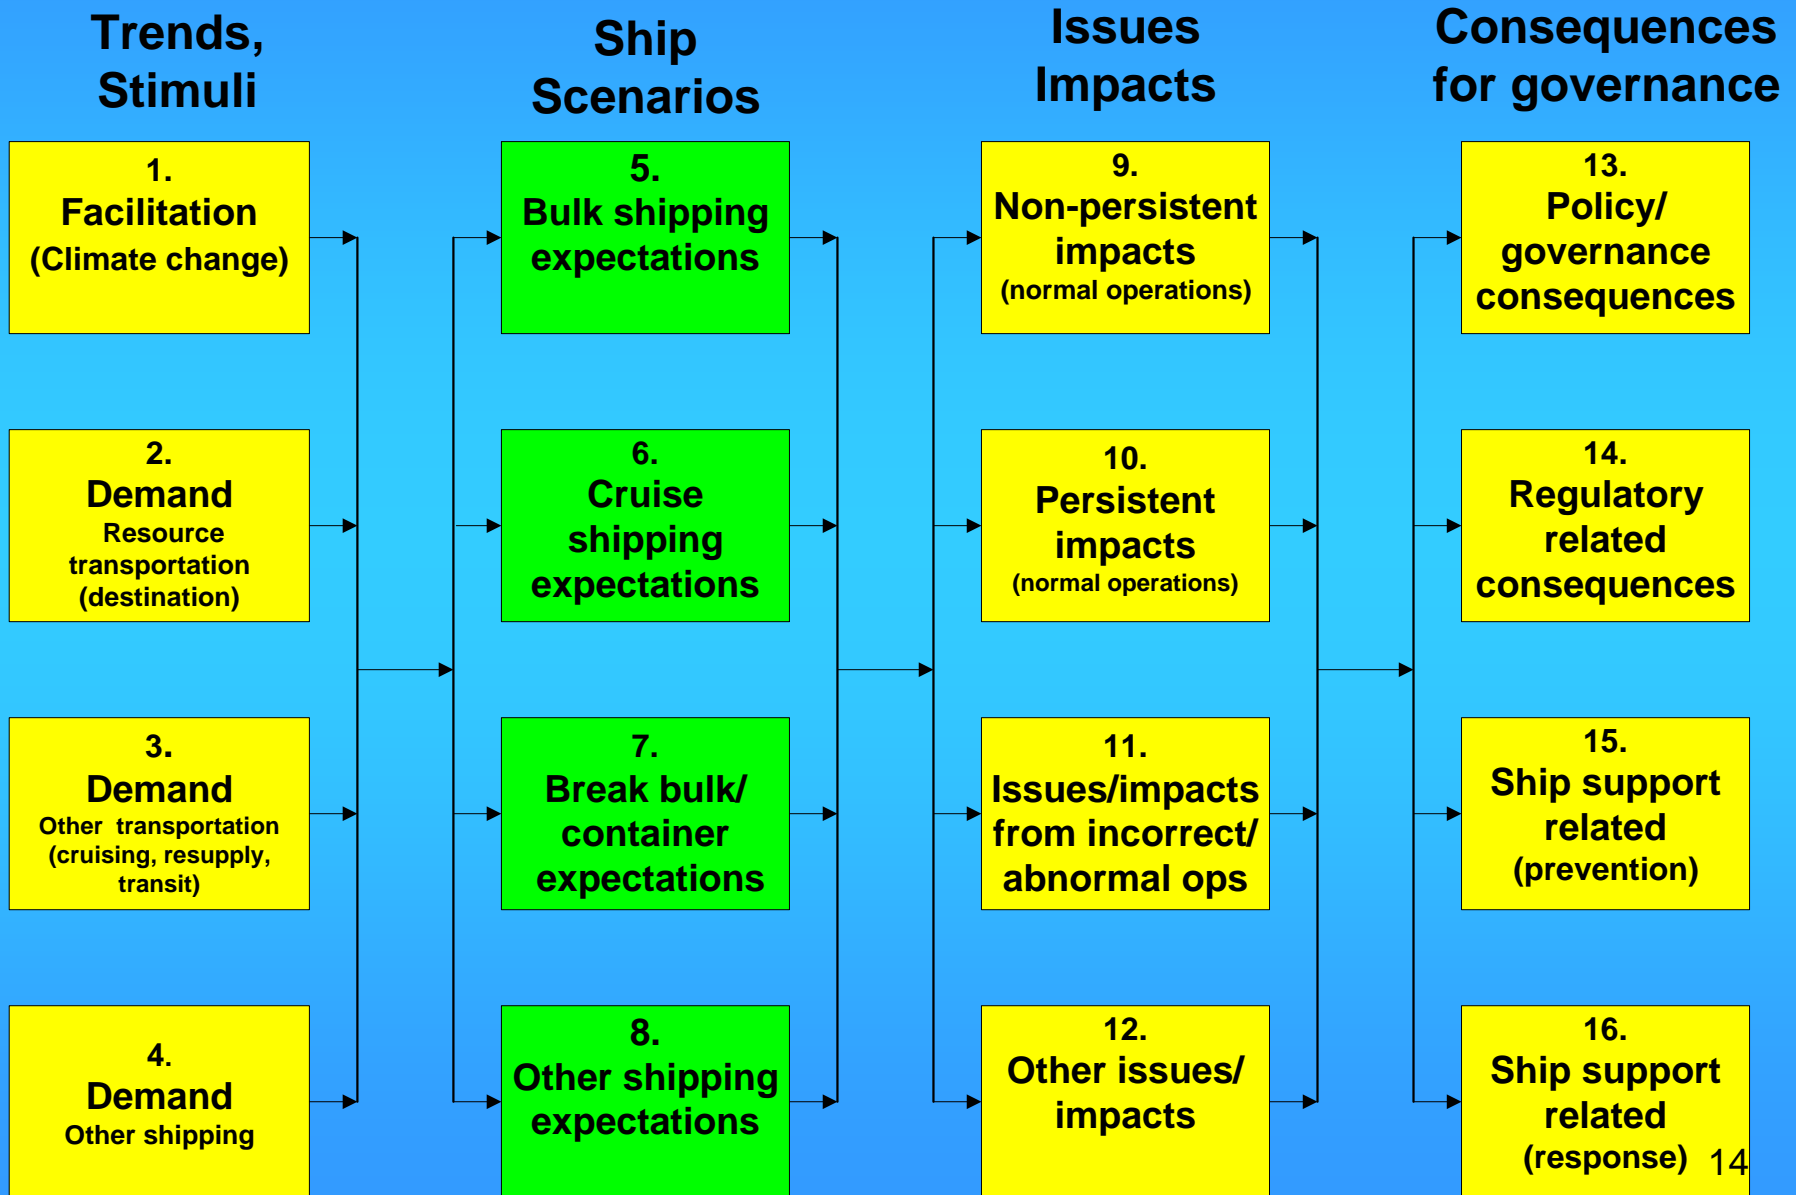 Trends,
Stimuli
Ship
Scenarios
Issues
Impacts
Consequences
for governance
1.
Facilitation
(Climate change)
5.
Bulk shipping
expectations
9.
Non-persistent
impacts
(normal operations)
13.
Policy/
governance
consequences
2.
Demand
Resource
transportation
(destination)
6.
Cruise
shipping
expectations
10.
Persistent
impacts
(normal operations)
14.
Regulatory
related
consequences
3.
Demand
Other transportation
(cruising, resupply,
transit)
7.
Break bulk/
container
expectations
11.
Issues/impacts
from incorrect/
abnormal ops
15.
Ship support
related
(prevention)
4.
Demand
Other shipping
8.
Other shipping
expectations
12.
Other issues/
impacts
16.
Ship support
related
(response)
14